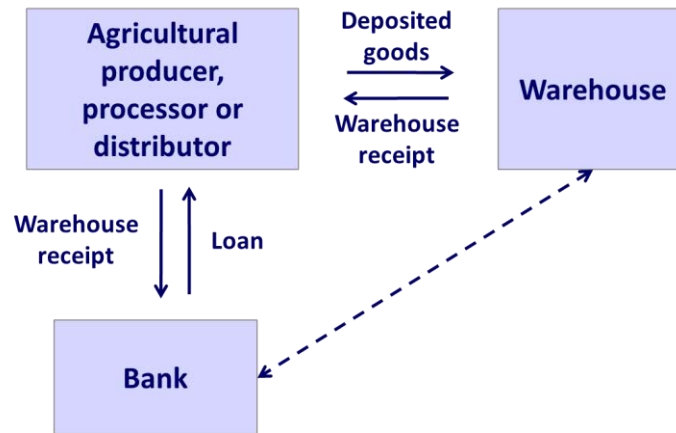 Agricultural
producer,
processor or
distributor
Deposited
goods
Warehouse
receipt
Warehouse
Warehouse
receipt
Loan
Bank